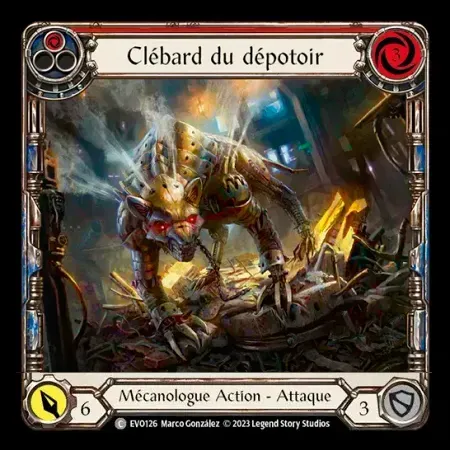 Clébard du dépotoir
3
Mécanologue Action - Attaque
6
3
C EVO126 Marco González © 2023 Legend Story Studios